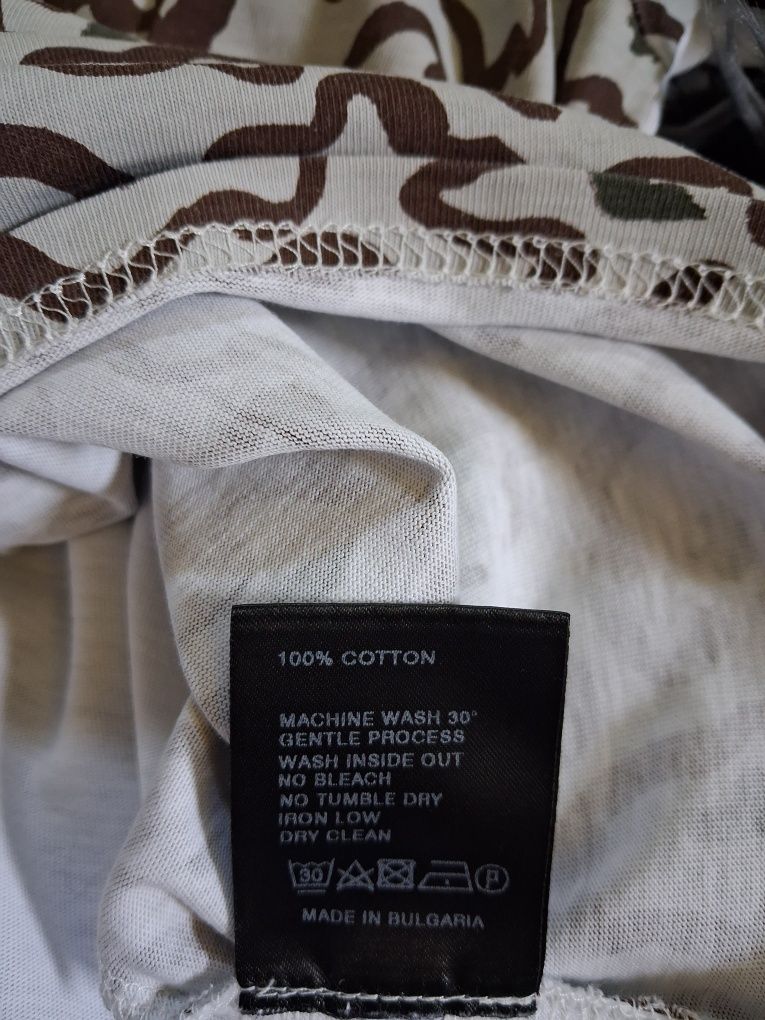 100% COTTON
MACHINE WASH 30°
GENTLE PROCESS
WASH INSIDE OUT
NO BLEACH
NO TUMBLE DRY
IRON LOW
DRY CLEAN
30 P
MADE IN BULGARIA